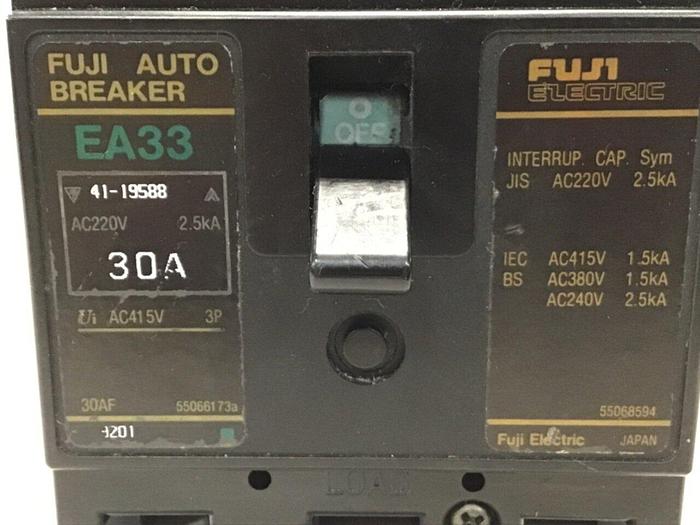 FUJI AUTO
BREAKER
EA33
41-19588
AC220V 2.5kA
30A
Ui AC415V 3P
30AF 55066173a
OFF
FUJI
ELECTRIC
INTERRUP. CAP. Sym
JIS AC220V 2.5kA
IEC AC415V 1.5kA
BS AC380V 1.5kA
AC240V 2.5kA
55068594
Fuji Electric JAPAN
LOAD